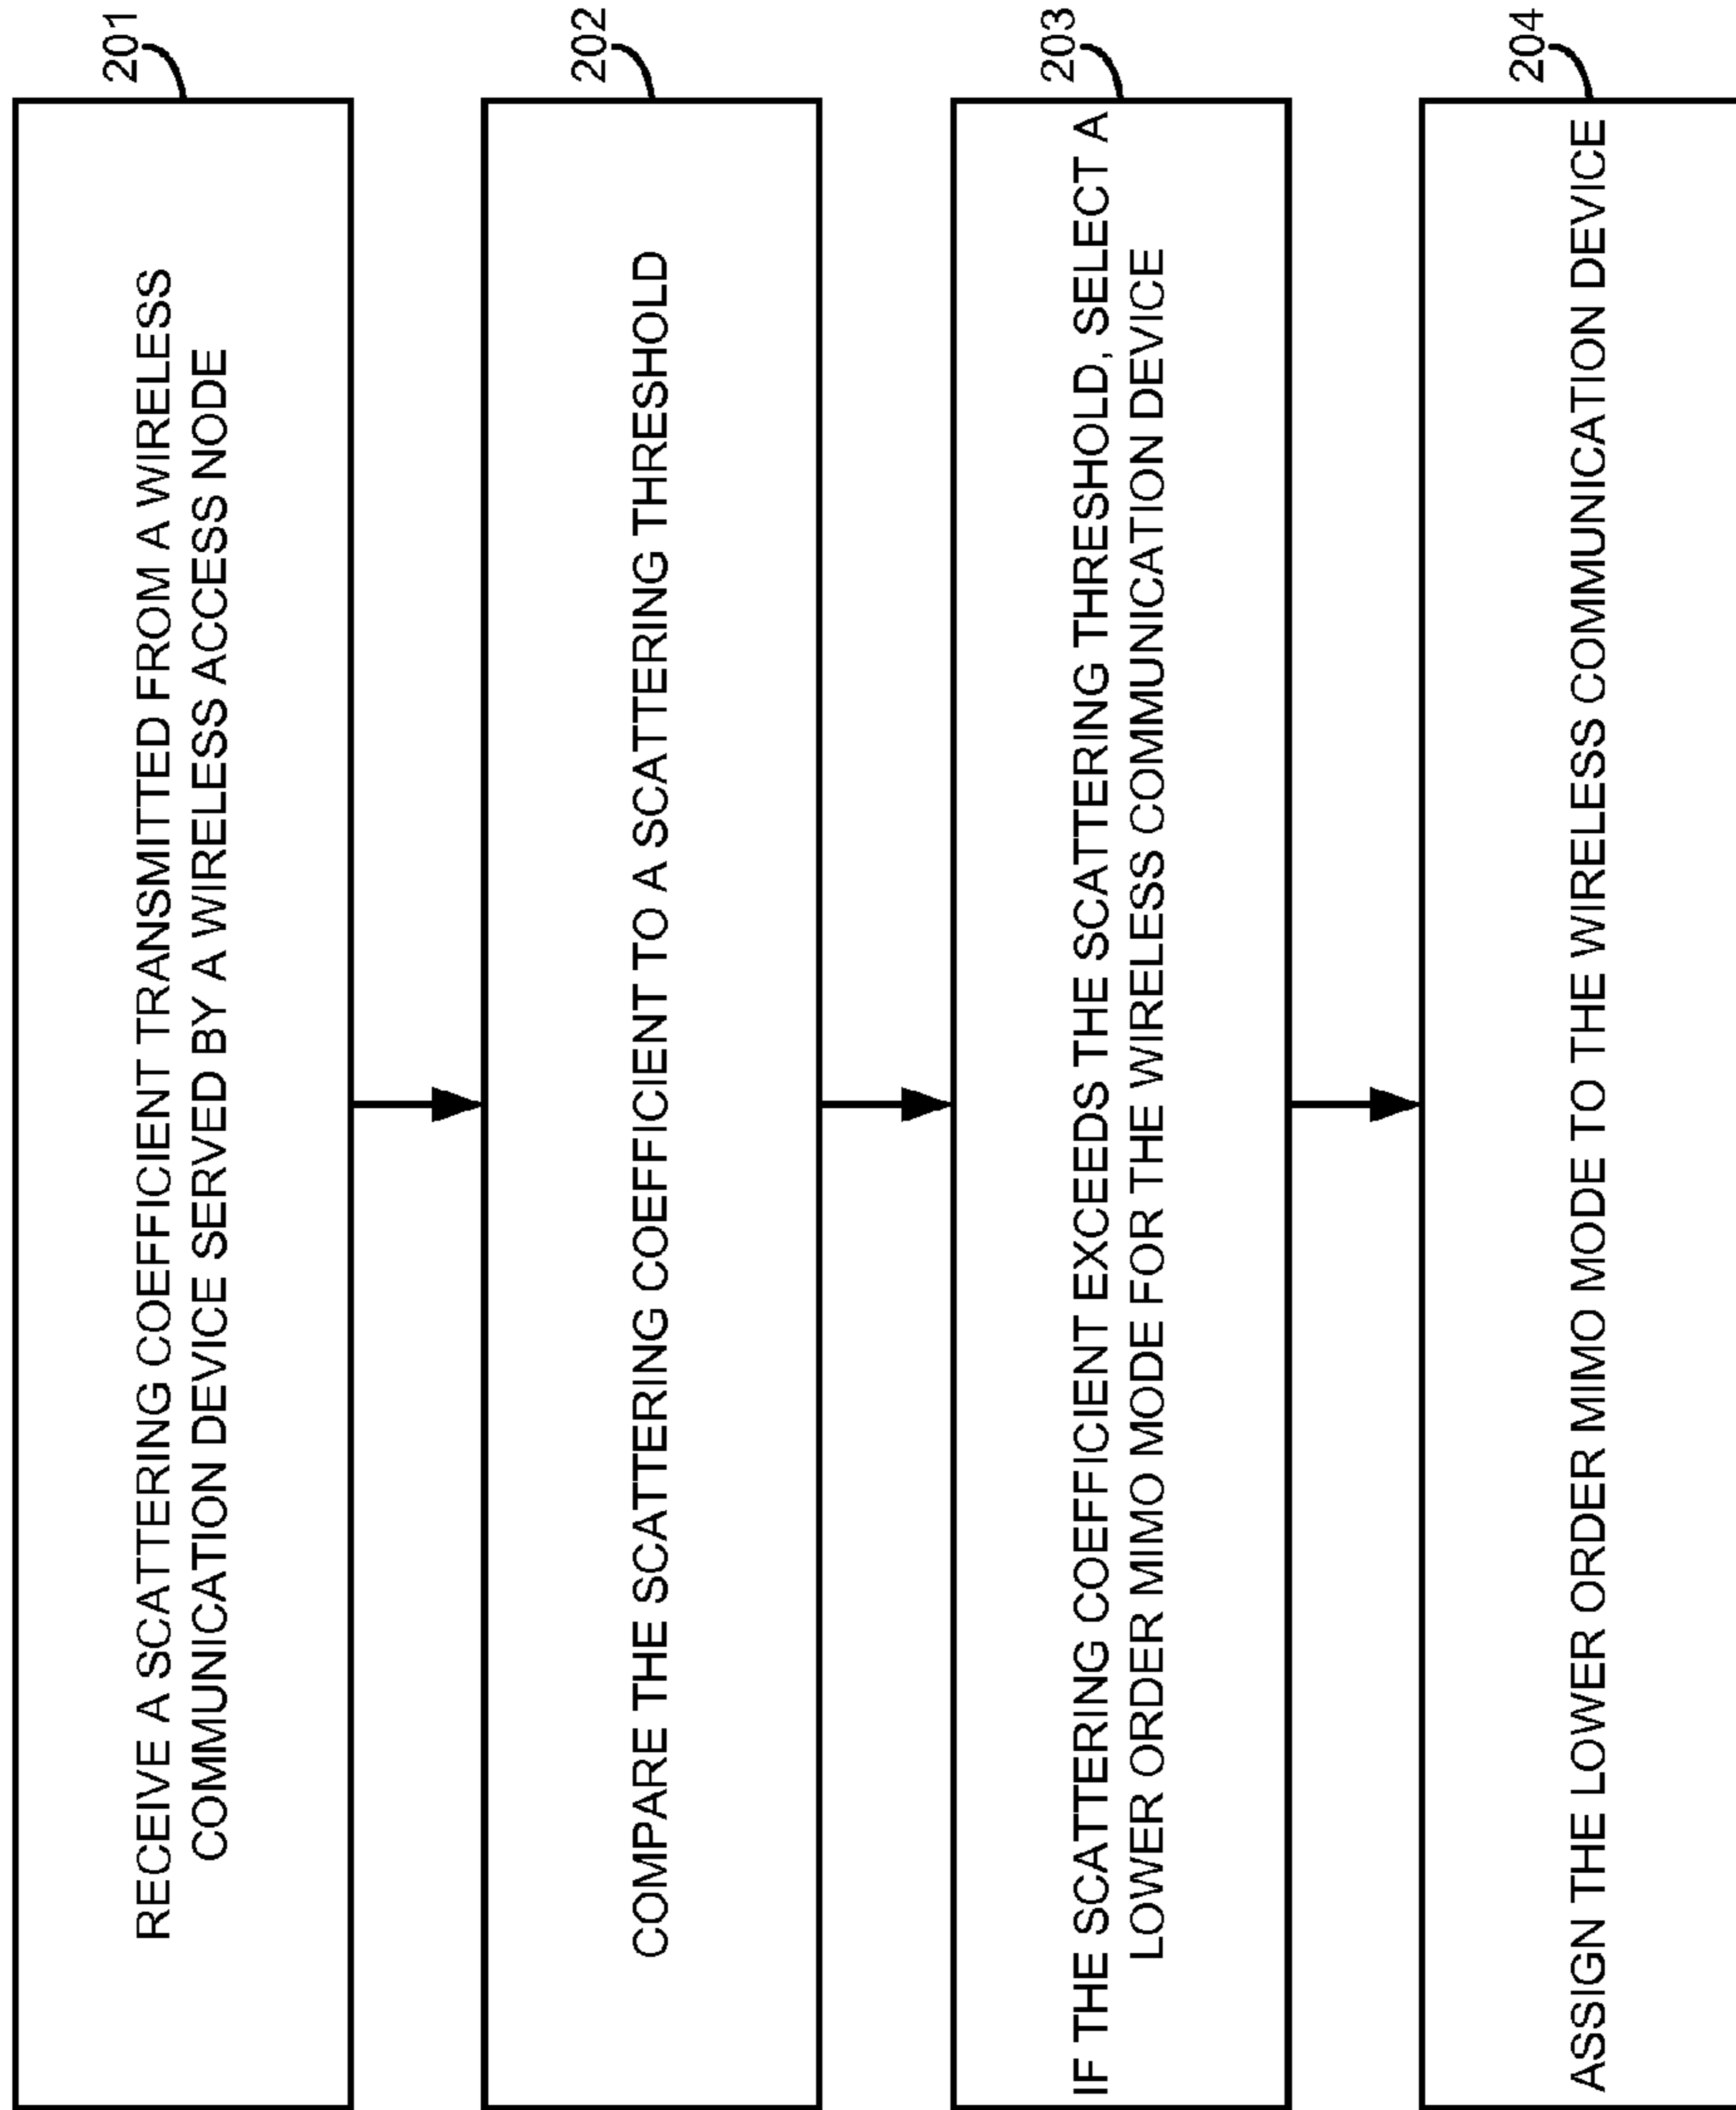 201
RECEIVE A SCATTERING COEFFICIENT TRANSMITTED FROM A WIRELESS
COMMUNICATION DEVICE SERVED BY A WIRELESS ACCESS NODE
202
COMPARE THE SCATTERING COEFFICIENT TO A SCATTERING THRESHOLD
203
IF THE SCATTERING COEFFICIENT EXCEEDS THE SCATTERING THRESHOLD, SELECT A
LOWER ORDER MIMO MODE FOR THE WIRELESS COMMUNICATION DEVICE
204
ASSIGN THE LOWER ORDER MIMO MODE TO THE WIRELESS COMMUNICATION DEVICE